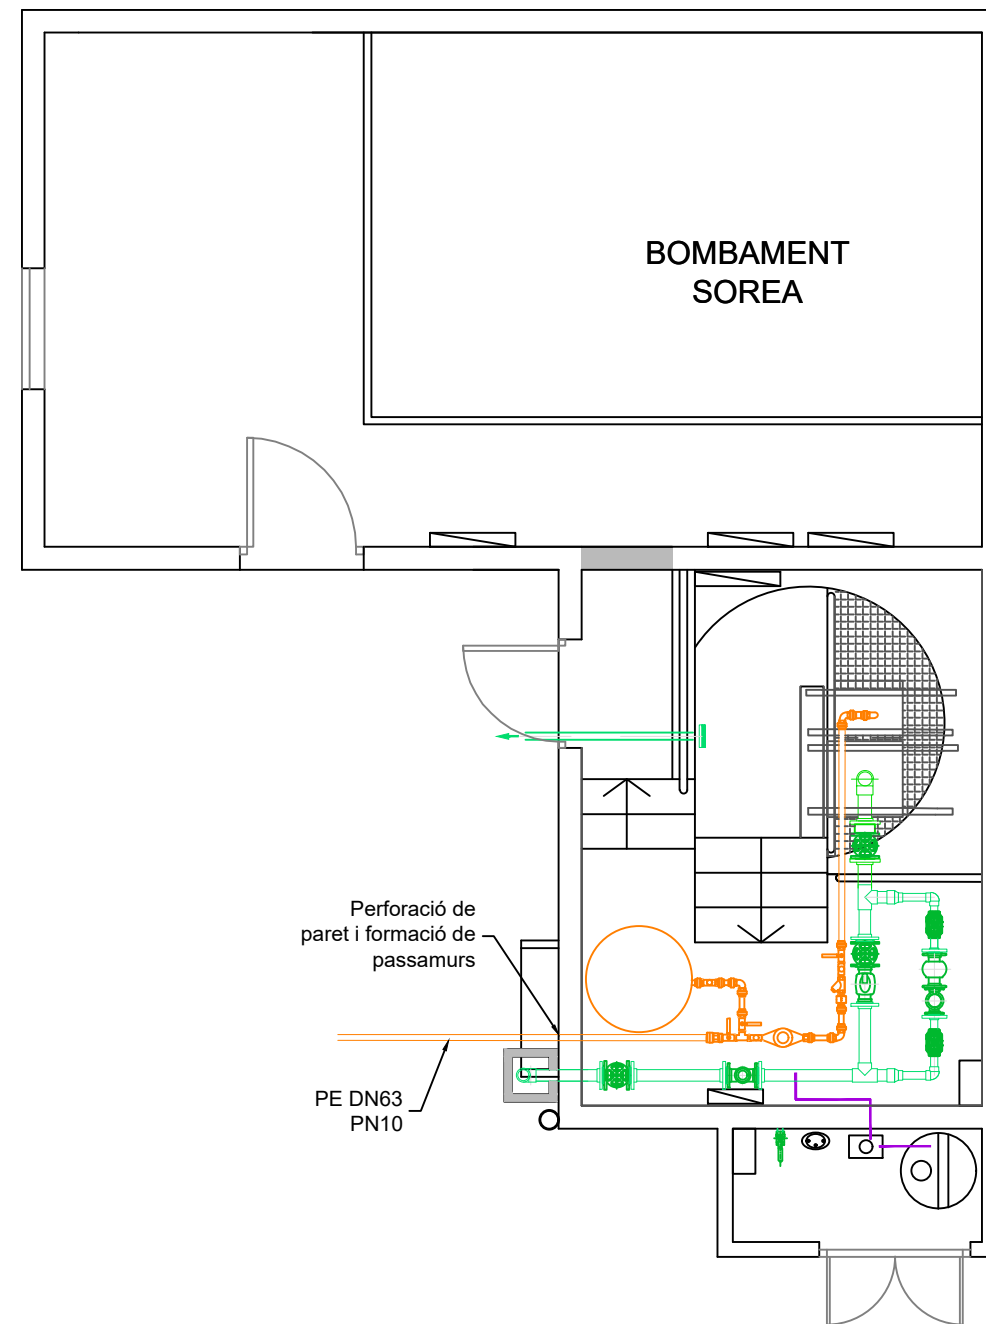 BOMBAMENT
SOREA
Perforació de
paret i formació de
passamurs
PE DN63
PN10